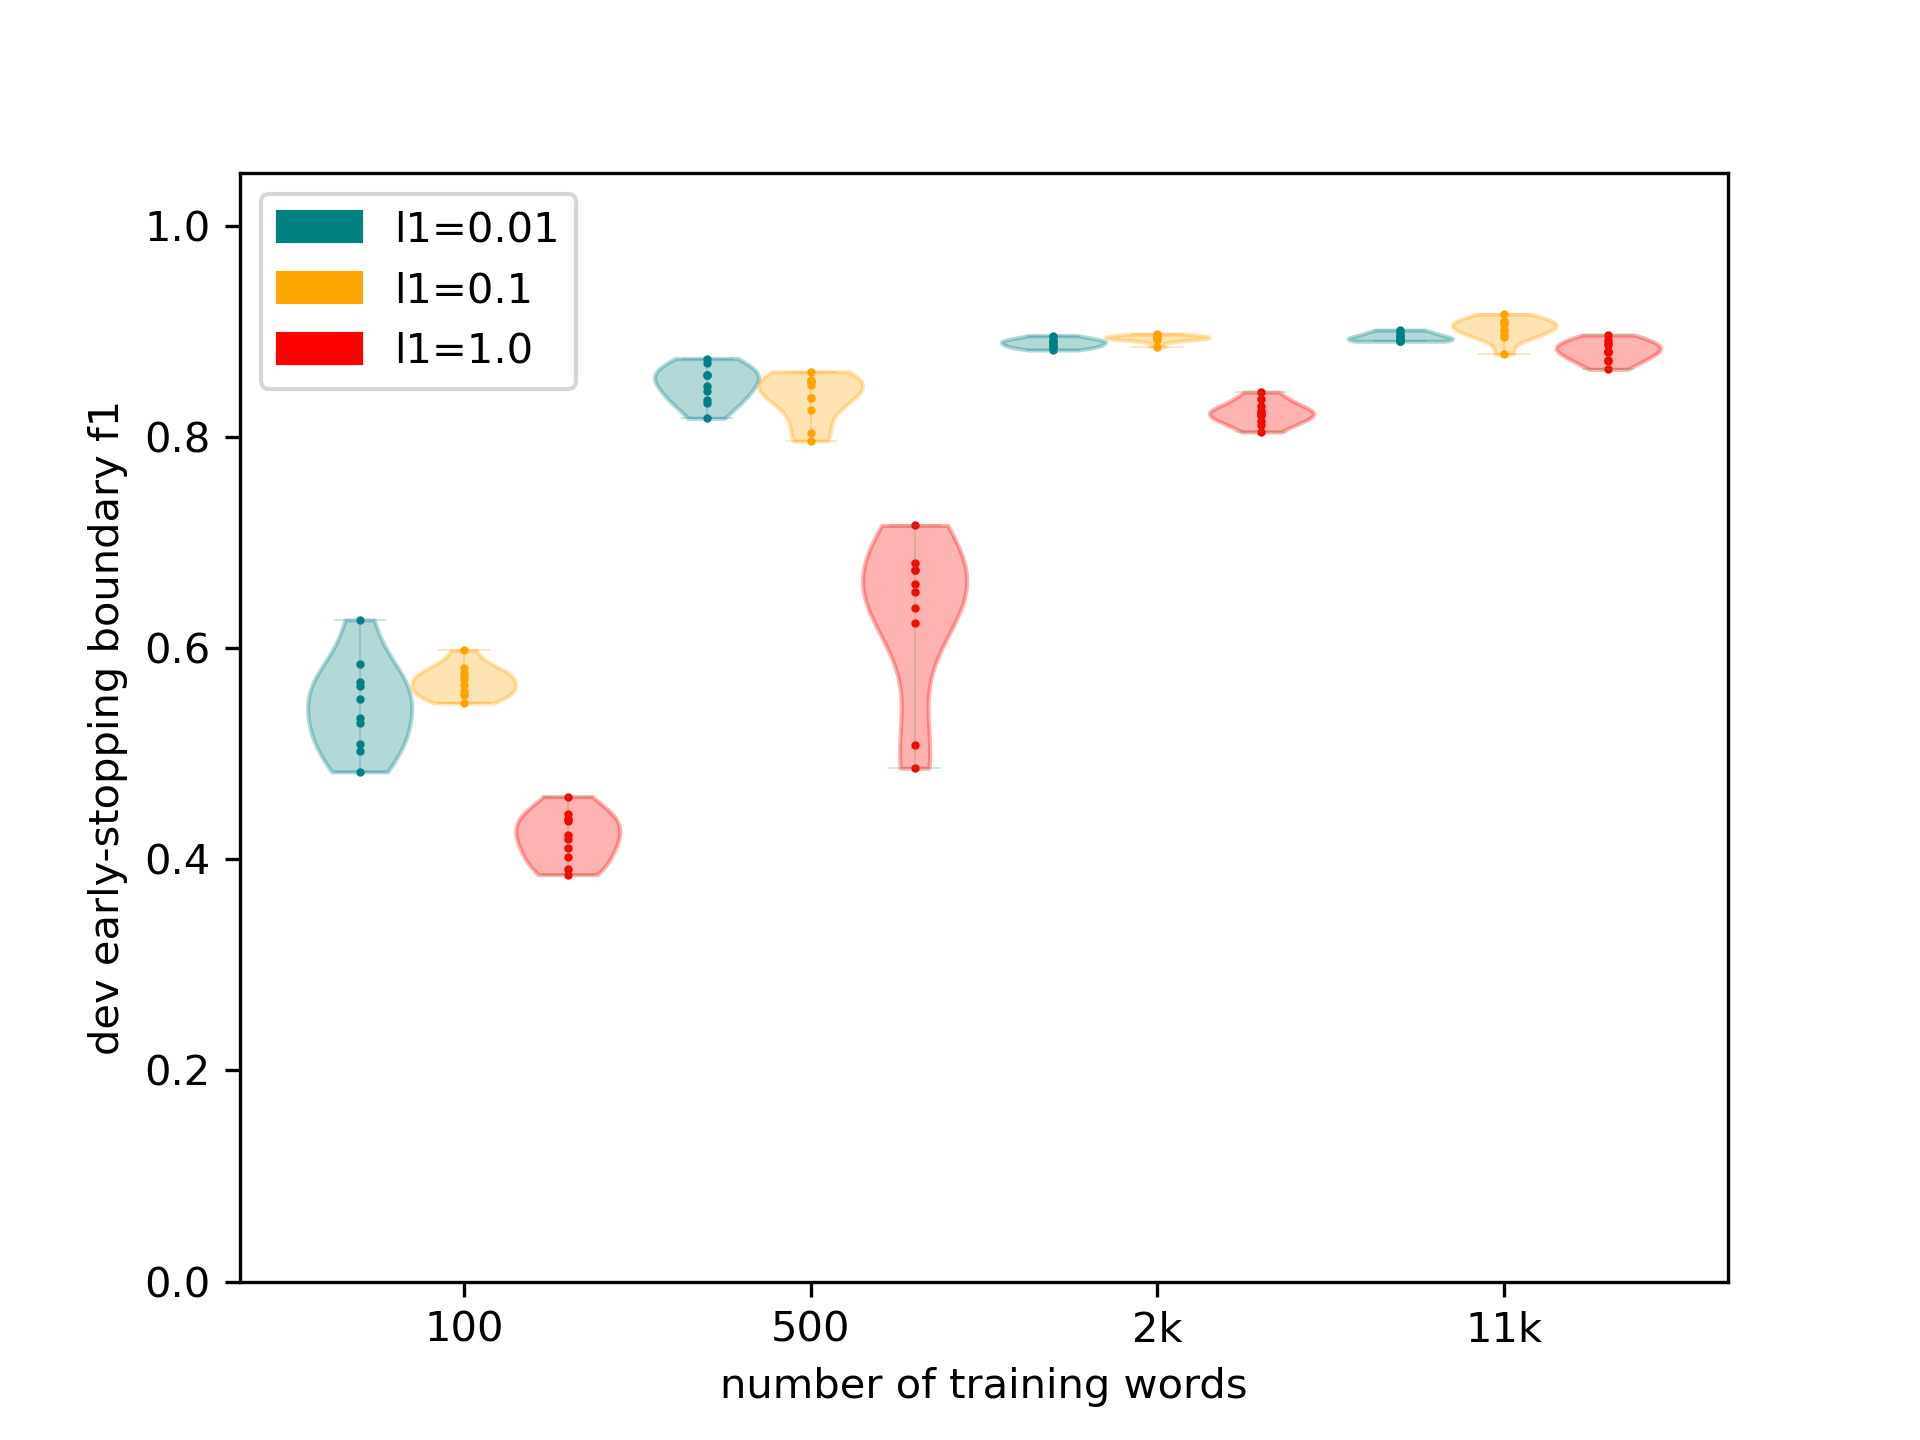 l1=0.01
l1=0.1
l1=1.0
1.0
0.8
0.6
0.4
0.2
0.0
dev early-stopping boundary f1
100 500 2k 11k
number of training words